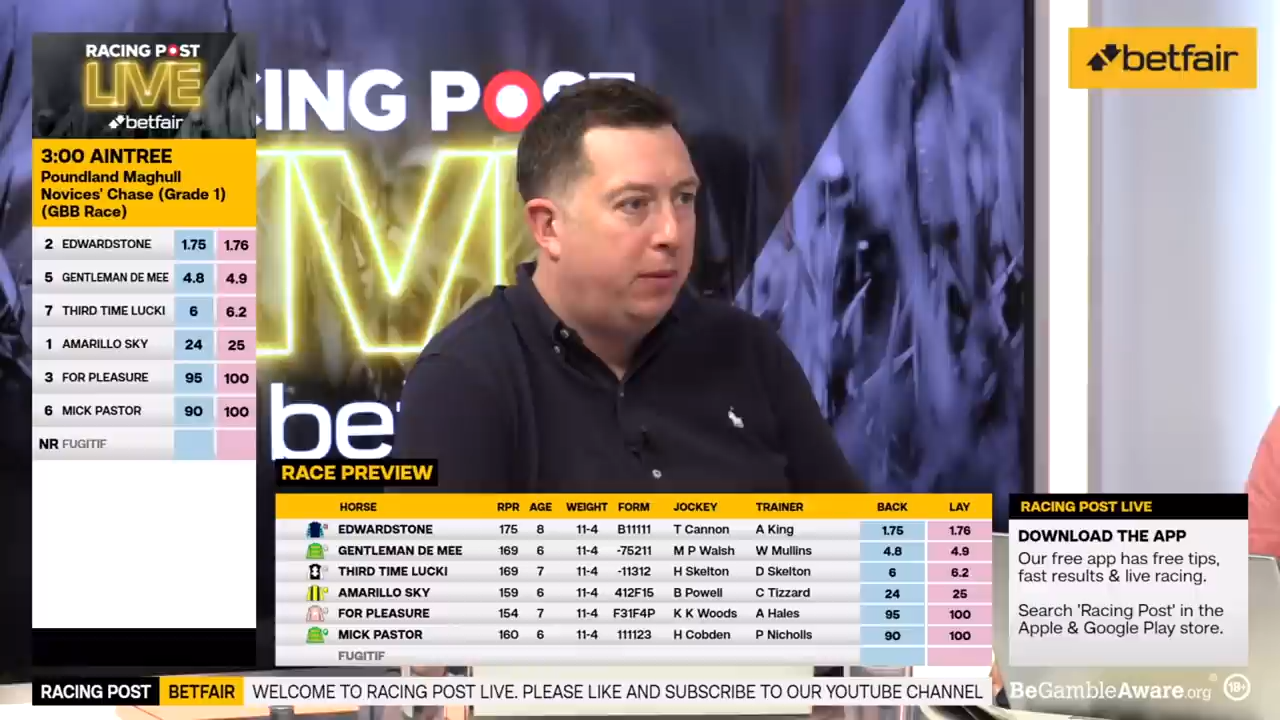 RACING POST
LIVE
betfair
3:00 AINTREE
Poundland Maghull
Novices' Chase (Grade 1)
(GBB Race)
2 EDWARDSTONE 1.75 1.76
5 GENTLEMAN DE MEE 4.8 4.9
7 THIRD TIME LUCKI 6 6.2
1 AMARILLO SKY 24 25
3 FOR PLEASURE 95 100
6 MICK PASTOR 90 100
NR FUGITIF
CING POST
be
betfair
RACE PREVIEW
HORSE RPR AGE WEIGHT FORM JOCKEY TRAINER BACK LAY
EDWARDSTONE 175 8 11-4 B11111 T Cannon A King 1.75 1.76
GENTLEMAN DE MEE 169 6 11-4 -75211 M P Walsh W Mullins 4.8 4.9
THIRD TIME LUCKI 169 7 11-4 -11312 H Skelton D Skelton 6 6.2
AMARILLO SKY 159 6 11-4 412F15 B Powell C Tizzard 24 25
FOR PLEASURE 154 7 11-4 F31F4P K K Woods A Hales 95 100
MICK PASTOR 160 6 11-4 111123 H Cobden P Nicholls 90 100
FUGITIF
RACING POST LIVE
DOWNLOAD THE APP
Our free app has free tips,
fast results & live racing.
Search 'Racing Post' in the
Apple & Google Play store.
RACING POST BETFAIR WELCOME TO RACING POST LIVE. PLEASE LIKE AND SUBSCRIBE TO OUR YOUTUBE CHANNEL
BeGambleAware.org® 18+